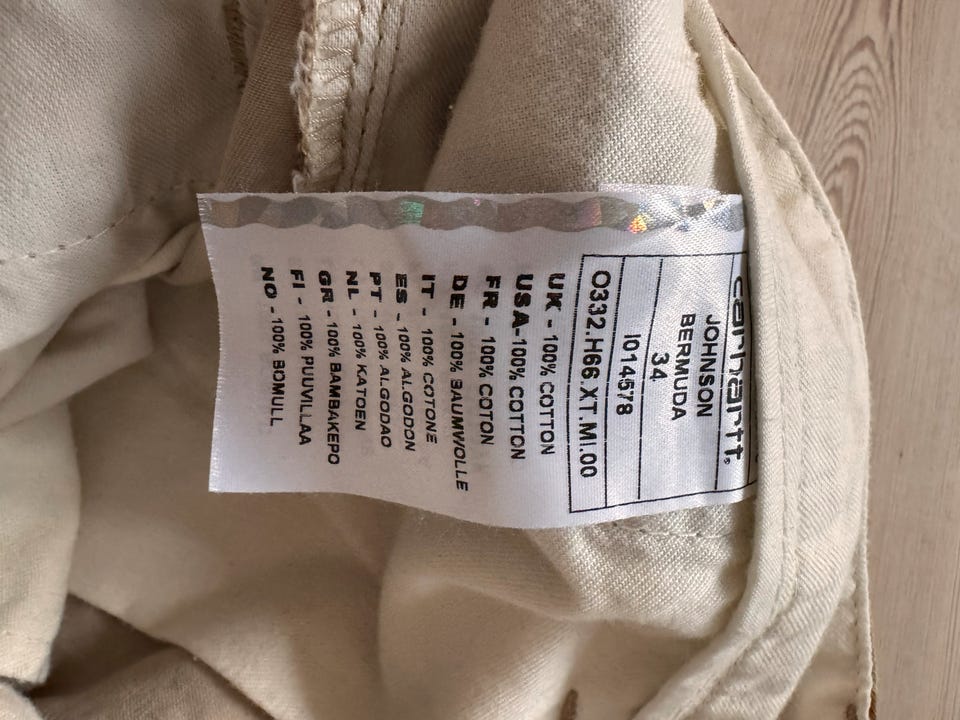 carhartt.
JOHNSON
BERMUDA
34
I014578
O332.H66.XT.MI.00
UK - 100% COTTON
USA-100% COTTON
FR - 100% COTON
DE - 100% BAUMWOLLE
IT - 100% COTONE
ES - 100% ALGODON
PT - 100% ALGODAO
NL - 100% KATOEN
GR - 100% BAMBAKEPO
FI - 100% PUUVILLAA
NO - 100% BOMULL